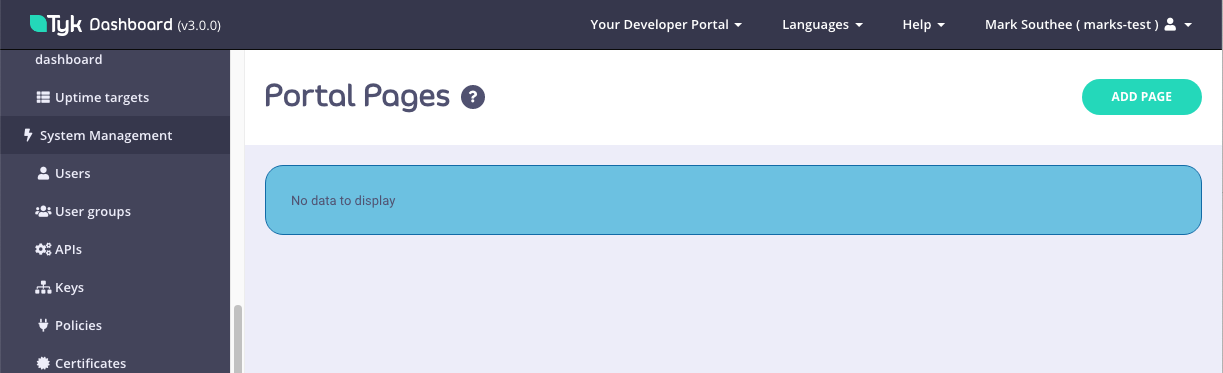 Tyk Dashboard (v3.0.0)
Your Developer Portal
Languages
Help
Mark Southee ( marks-test )
dashboard
Uptime targets
System Management
Users
User groups
APIs
Keys
Policies
Certificates
Portal Pages ?
ADD PAGE
No data to display